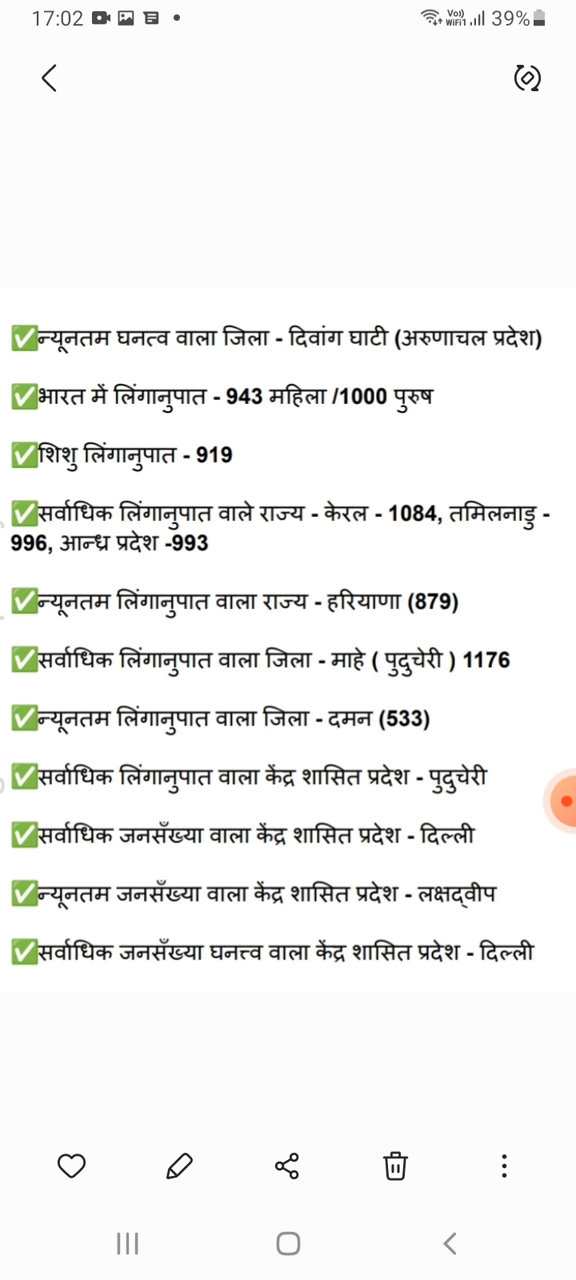 17:02
Vo)) WiFi1 39%
✅न्यूनतम घनत्व वाला जिला - दिवांग घाटी (अरुणाचल प्रदेश)
✅भारत में लिंगानुपात - 943 महिला /1000 पुरुष
✅शिशु लिंगानुपात - 919
✅सर्वाधिक लिंगानुपात वाले राज्य - केरल - 1084, तमिलनाडु -
996, आन्ध्र प्रदेश -993
✅न्यूनतम लिंगानुपात वाला राज्य - हरियाणा (879)
✅सर्वाधिक लिंगानुपात वाला जिला - माहे ( पुदुचेरी ) 1176
✅न्यूनतम लिंगानुपात वाला जिला - दमन (533)
✅सर्वाधिक लिंगानुपात वाला केंद्र शासित प्रदेश - पुदुचेरी
✅सर्वाधिक जनसँख्या वाला केंद्र शासित प्रदेश - दिल्ली
✅न्यूनतम जनसँख्या वाला केंद्र शासित प्रदेश - लक्षद्वीप
✅सर्वाधिक जनसँख्या घनत्त्व वाला केंद्र शासित प्रदेश - दिल्ली